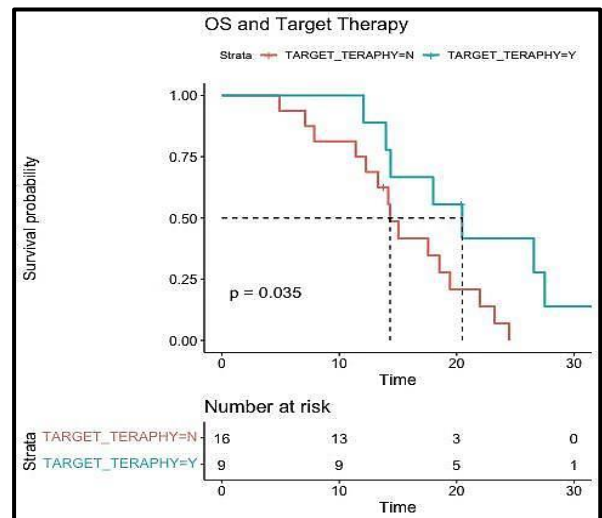 OS and Target Therapy
Strata TARGET_TERAPHY=N TARGET_TERAPHY=Y
Survival probability
1.00
0.75
0.50
0.25
0.00
p = 0.035
0 10 20 30
Time
Number at risk
Strata
TARGET_TERAPHY=N 16 13 3 0
TARGET_TERAPHY=Y 9 9 5 1
0 10 20 30
Time